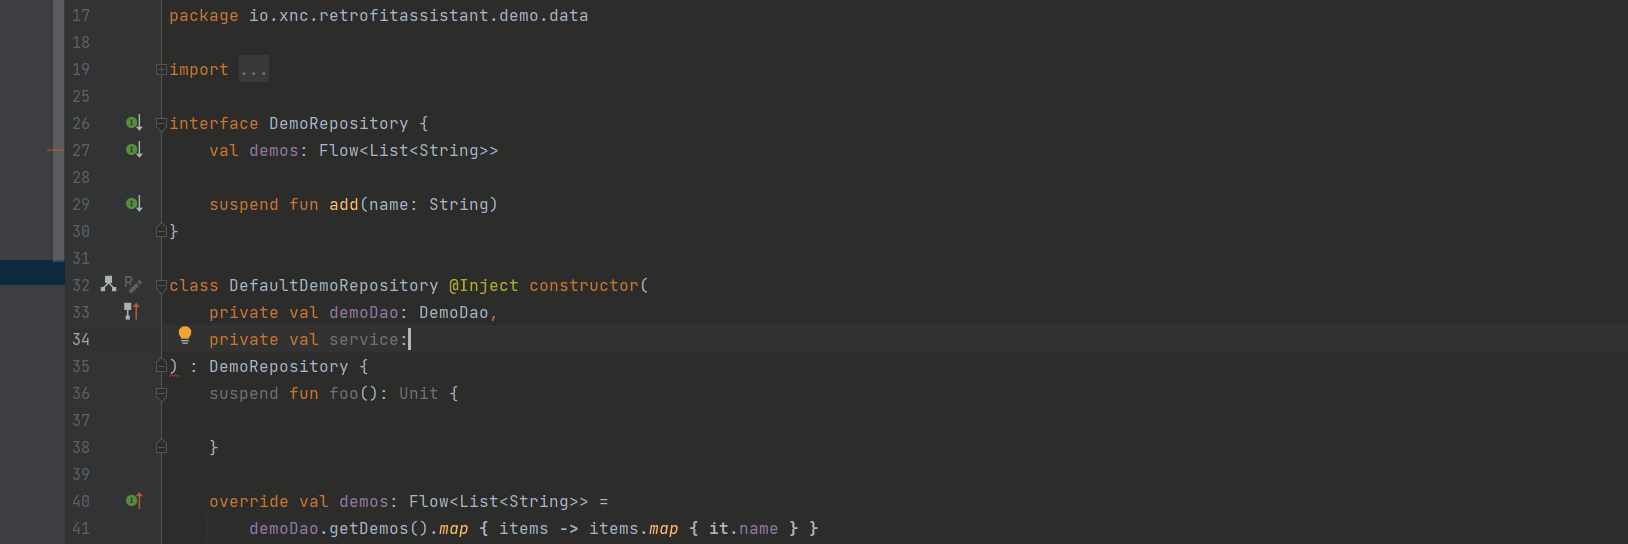 17 package io.xnc.retrofitassistant.demo.data
18
19 import ...
25
26 interface DemoRepository {
27     val demos: Flow<List<String>>
28
29     suspend fun add(name: String)
30 }
31
32 class DefaultDemoRepository @Inject constructor(
33     private val demoDao: DemoDao,
34     private val service:
35 ) : DemoRepository {
36     suspend fun foo(): Unit {
37
38     }
39
40     override val demos: Flow<List<String>> =
41         demoDao.getDemos().map { items -> items.map { it.name } }